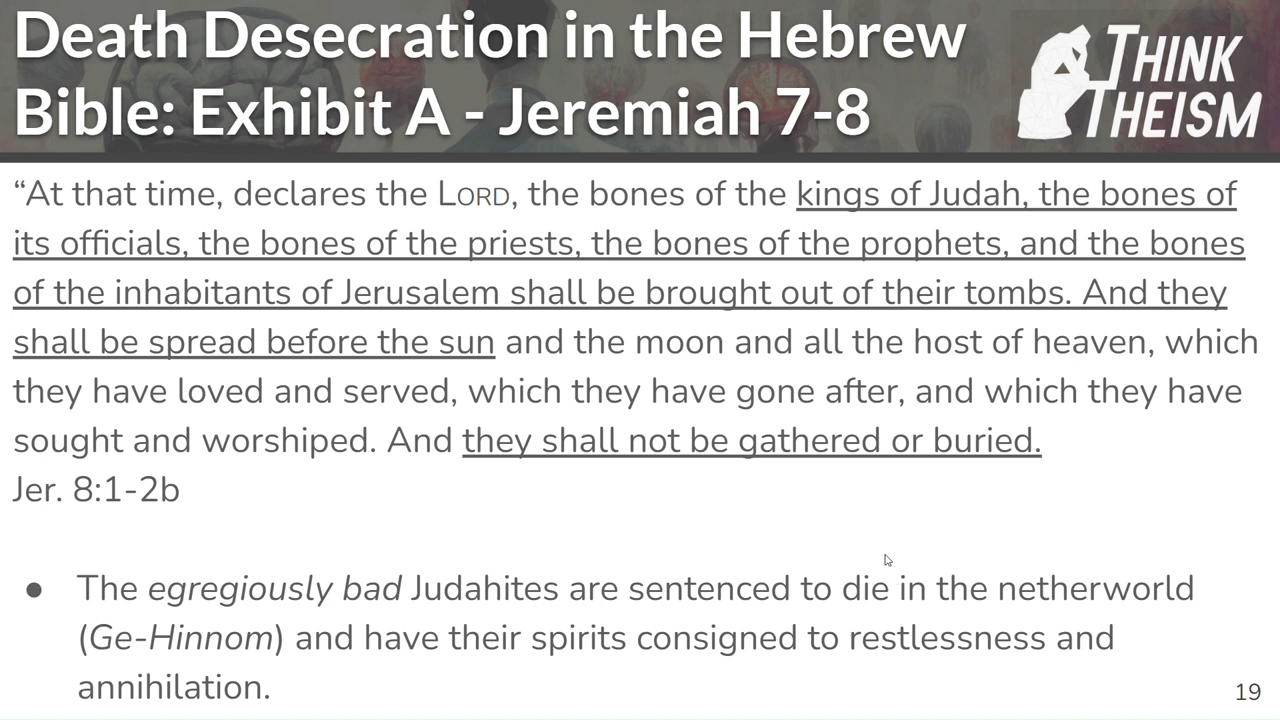 Death Desecration in the Hebrew
Bible: Exhibit A - Jeremiah 7-8
THINK
THEISM
“At that time, declares the LORD, the bones of the kings of Judah, the bones of
its officials, the bones of the priests, the bones of the prophets, and the bones
of the inhabitants of Jerusalem shall be brought out of their tombs. And they
shall be spread before the sun and the moon and all the host of heaven, which
they have loved and served, which they have gone after, and which they have
sought and worshiped. And they shall not be gathered or buried.
Jer. 8:1-2b
● The egregiously bad Judahites are sentenced to die in the netherworld
(Ge-Hinnom) and have their spirits consigned to restlessness and
annihilation.
19